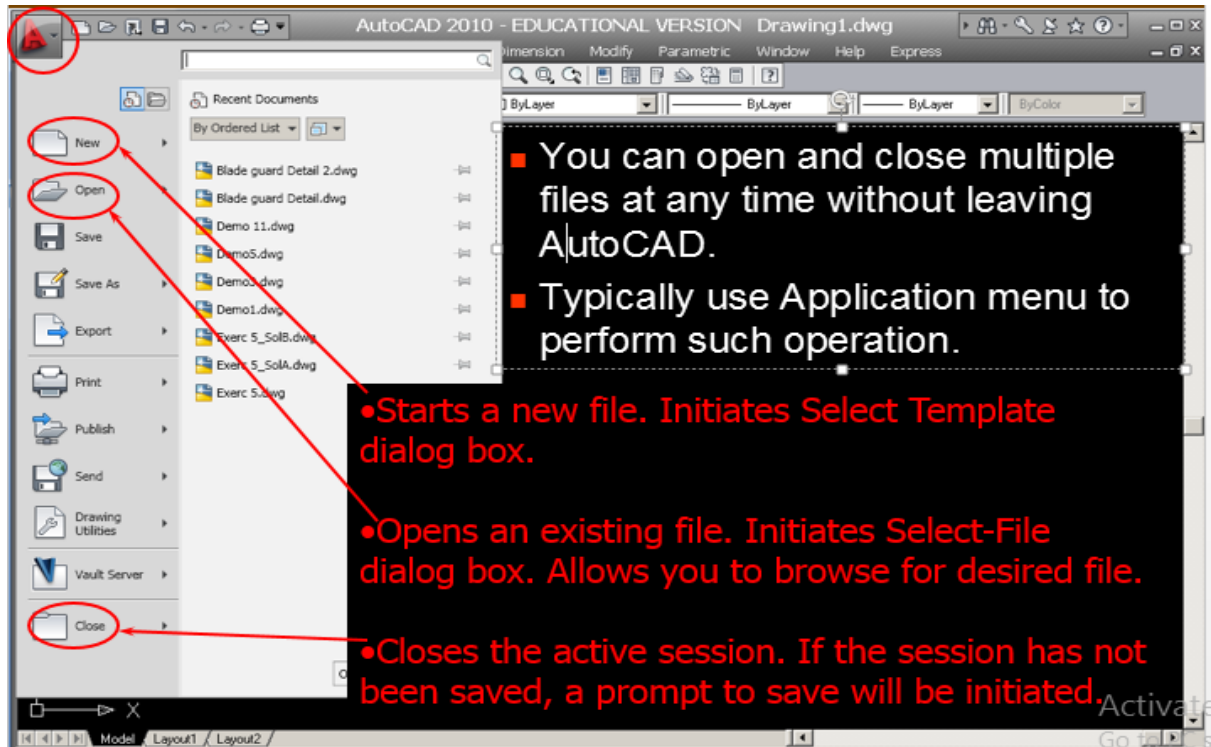 AutoCAD 2010 - EDUCATIONAL VERSION Drawing1.dwg
Dimension Modify Parametric Window Help Express
ByLayer ByLayer ByLayer ByColor
Recent Documents
By Ordered List
New
Open
Save
Save As
Export
Print
Publish
Send
Drawing
Utilities
Vault Server
Close
Blade guard Detail 2.dwg
Blade guard Detail.dwg
Demo 11.dwg
Demo5.dwg
Demo3.dwg
Demo1.dwg
Exerc 5_SolB.dwg
Exerc 5_SolA.dwg
Exerc 5.dwg
▪ You can open and close multiple
files at any time without leaving
AutoCAD.
▪ Typically use Application menu to
perform such operation.
•Starts a new file. Initiates Select Template
dialog box.
•Opens an existing file. Initiates Select-File
dialog box. Allows you to browse for desired file.
•Closes the active session. If the session has not
been saved, a prompt to save will be initiated.
Activate
Go to
X
Model Layout1 Layout2